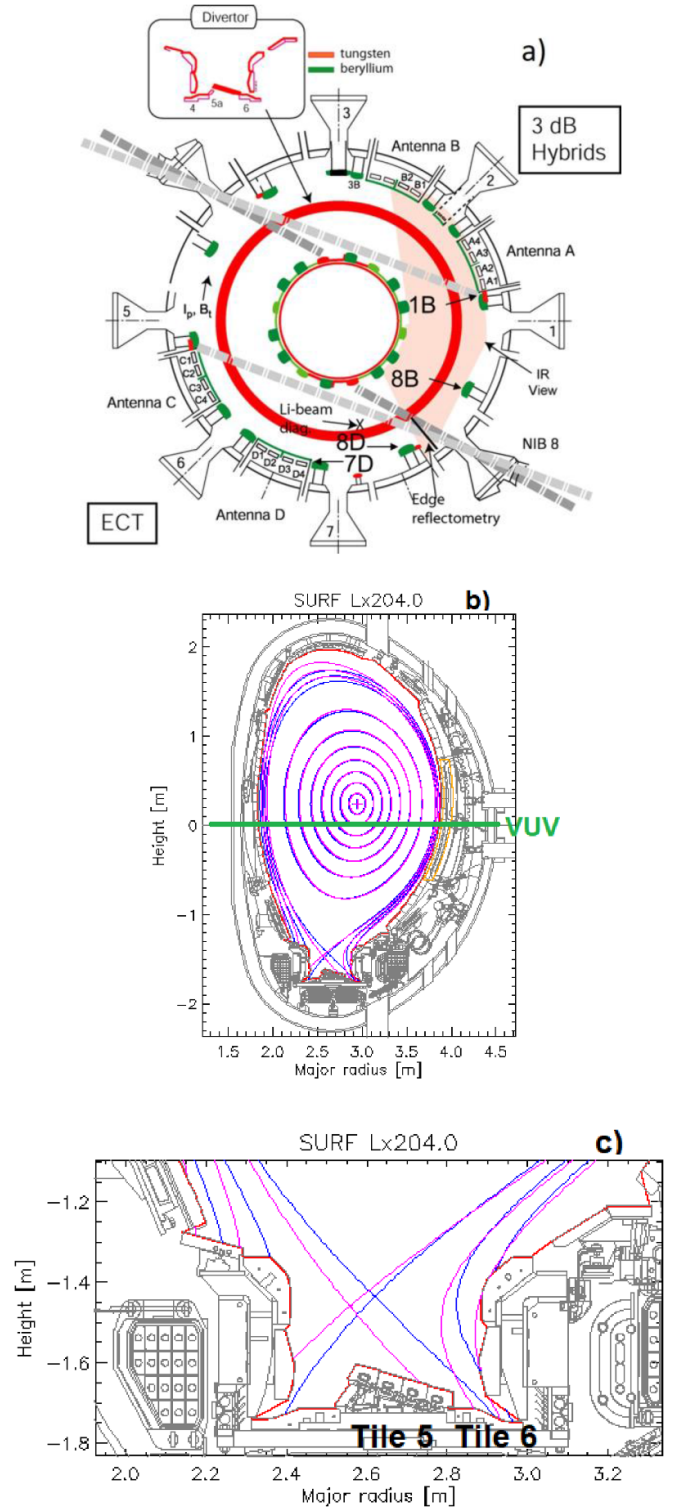 Divertor
4
5a
6
a)
tungsten
beryllium
3 dB
Hybrids
3
Antenna B
3B
B2
B1
2
Antenna A
A4
A3
A2
A1
1B
1
IR
View
8B
NIB 8
Ip, Bt
5
C1
C2
C3
C4
Antenna C
Li-beam
diag.
X
8D
7D
6
D1
D2
D3
D4
Antenna D
7
Edge
reflectometry
ECT
SURF Lx204.0
b)
2
1
0
-1
-2
Height [m]
VUV
1.5 2.0 2.5 3.0 3.5 4.0 4.5
Major radius [m]
SURF Lx204.0
c)
-1.2
-1.4
-1.6
-1.8
Height [m]
Tile 5 Tile 6
2.0 2.2 2.4 2.6 2.8 3.0 3.2
Major radius [m]